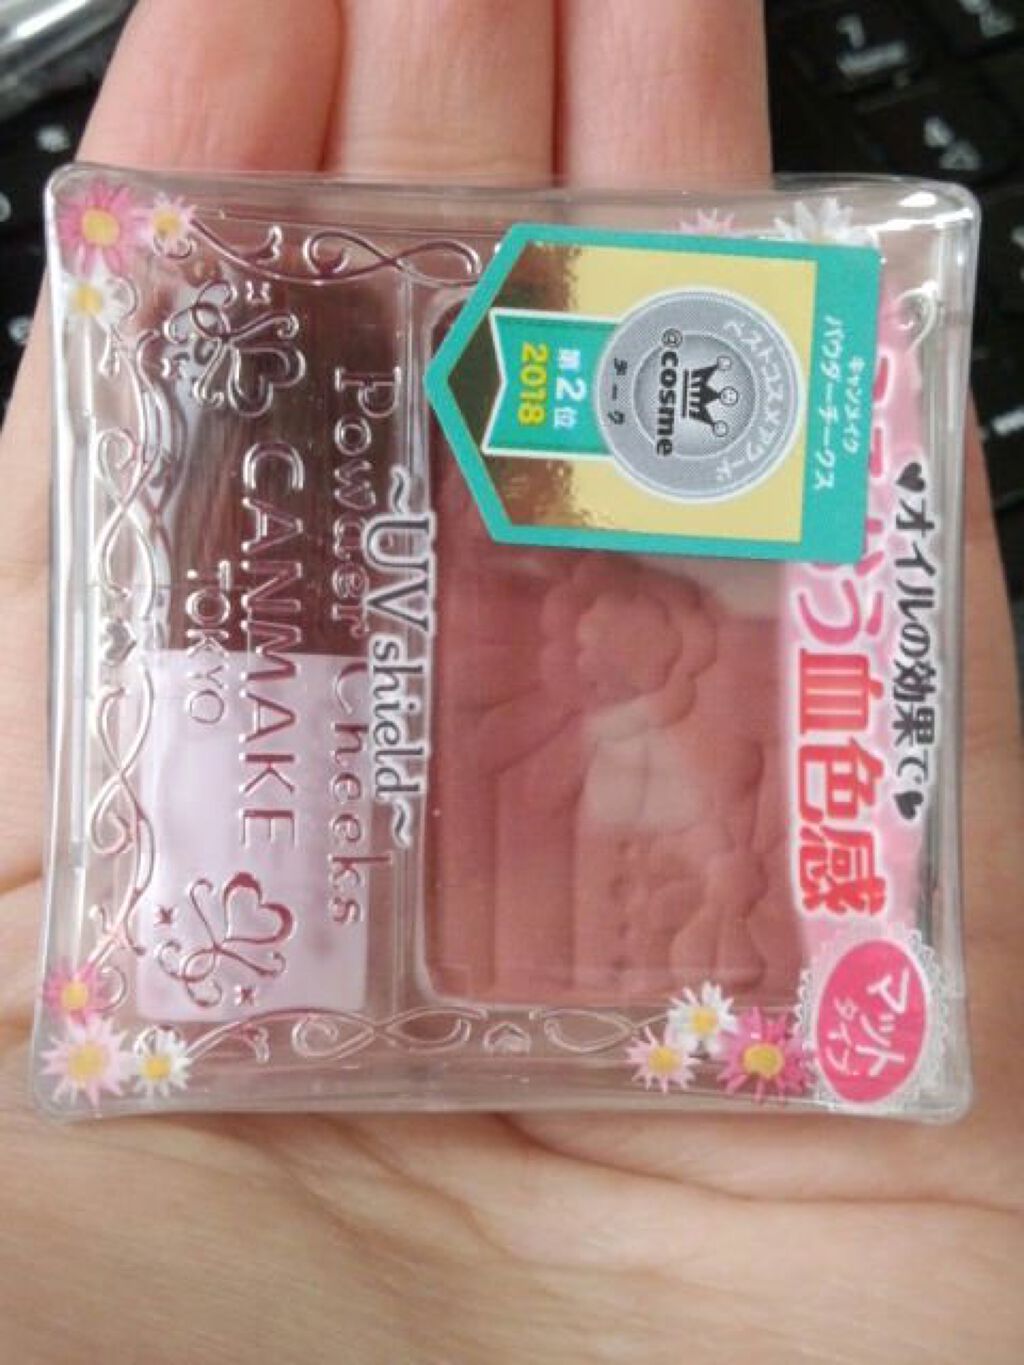 ♥オイルの効果で♥
う血色感
マット
タイプ
キャンメイク
パウダーチークス
ベストコスメアワード
@cosme
チーク
第2位
2018
~UV shield~
Powder Cheeks
CANMAKE
TOKYO